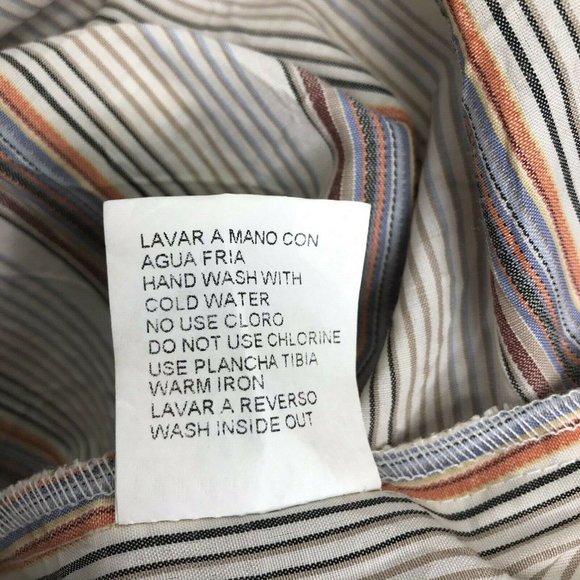 LAVAR A MANO CON
AGUA FRIA
HAND WASH WITH
COLD WATER
NO USE CLORO
DO NOT USE CHLORINE
USE PLANCHA TIBIA
WARM IRON
LAVAR A REVERSO
WASH INSIDE OUT